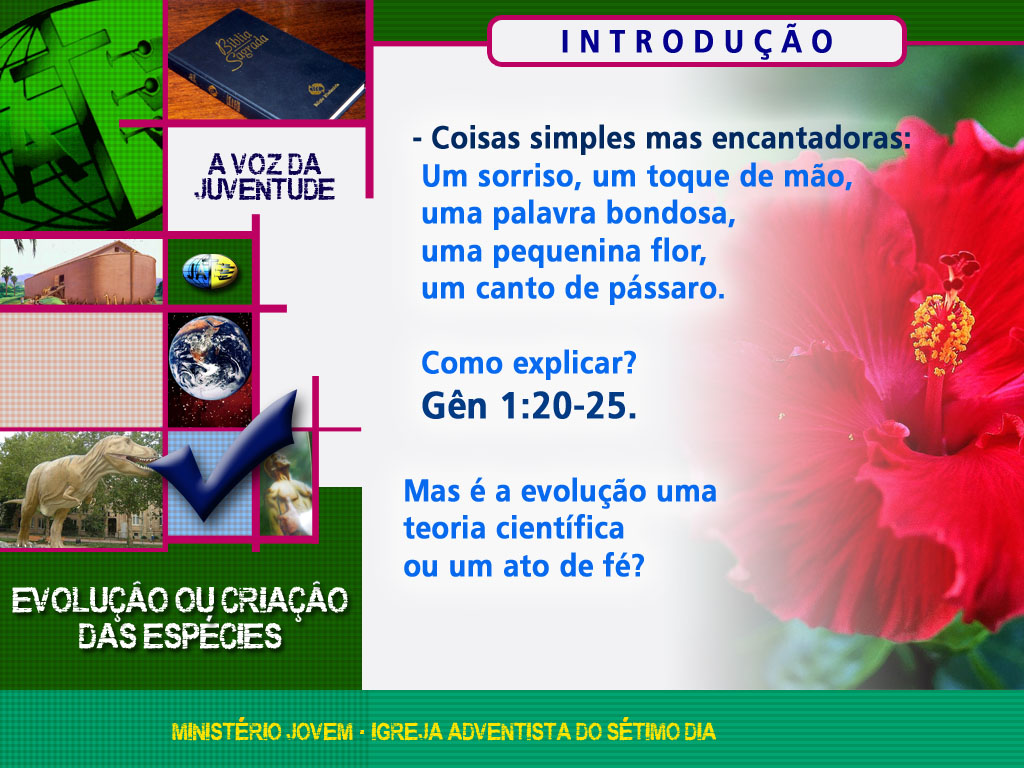 INTRODUÇÃO
Bíblia
Sagrada
A VOZ DA
JUVENTUDE
- Coisas simples mas encantadoras:
Um sorriso, um toque de mão,
uma palavra bondosa,
uma pequenina flor,
um canto de pássaro.
Como explicar?
Gên 1:20-25.
Mas é a evolução uma
teoria científica
ou um ato de fé?
EVOLUÇÃO OU CRIAÇÃO
DAS ESPÉCIES
MINISTÉRIO JOVEM - IGREJA ADVENTISTA DO SÉTIMO DIA